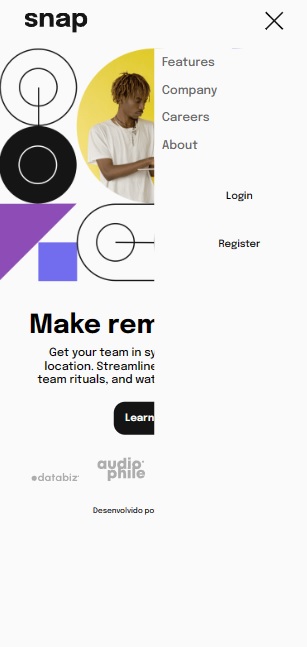 snap
Features
Company
Careers
About
Login
Register
Make rem
Get your team in sy
location. Streamline
team rituals, and wat
Learn
databiz
audio
phile
Desenvolvido po